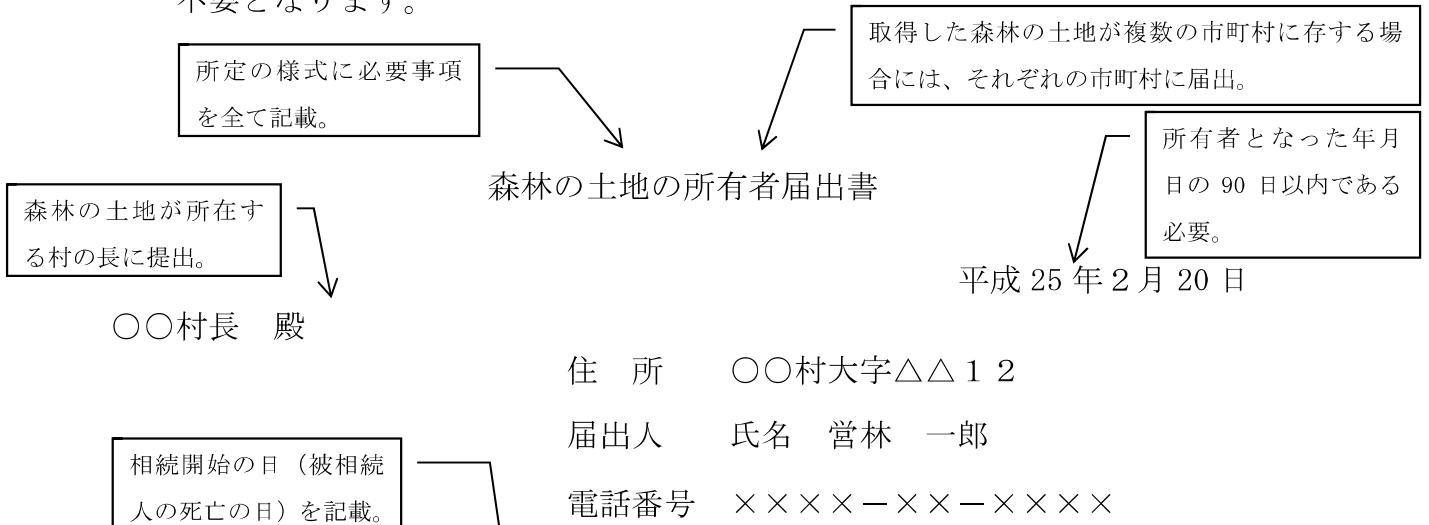 不要となります。
取得した森林の土地が複数の市町村に存する場
合には、それぞれの市町村に届出。
所定の様式に必要事項
を全て記載。
所有者となった年月
日の 90 日以内である
必要。
森林の土地の所有者届出書
森林の土地が所在す
る村の長に提出。
平成 25 年２月 20 日
〇〇村長　殿
住　所　　〇〇村大字△△１２
届出人　　氏名　営林　一郎
相続開始の日（被相続
人の死亡の日）を記載。
電話番号　××××－××－××××